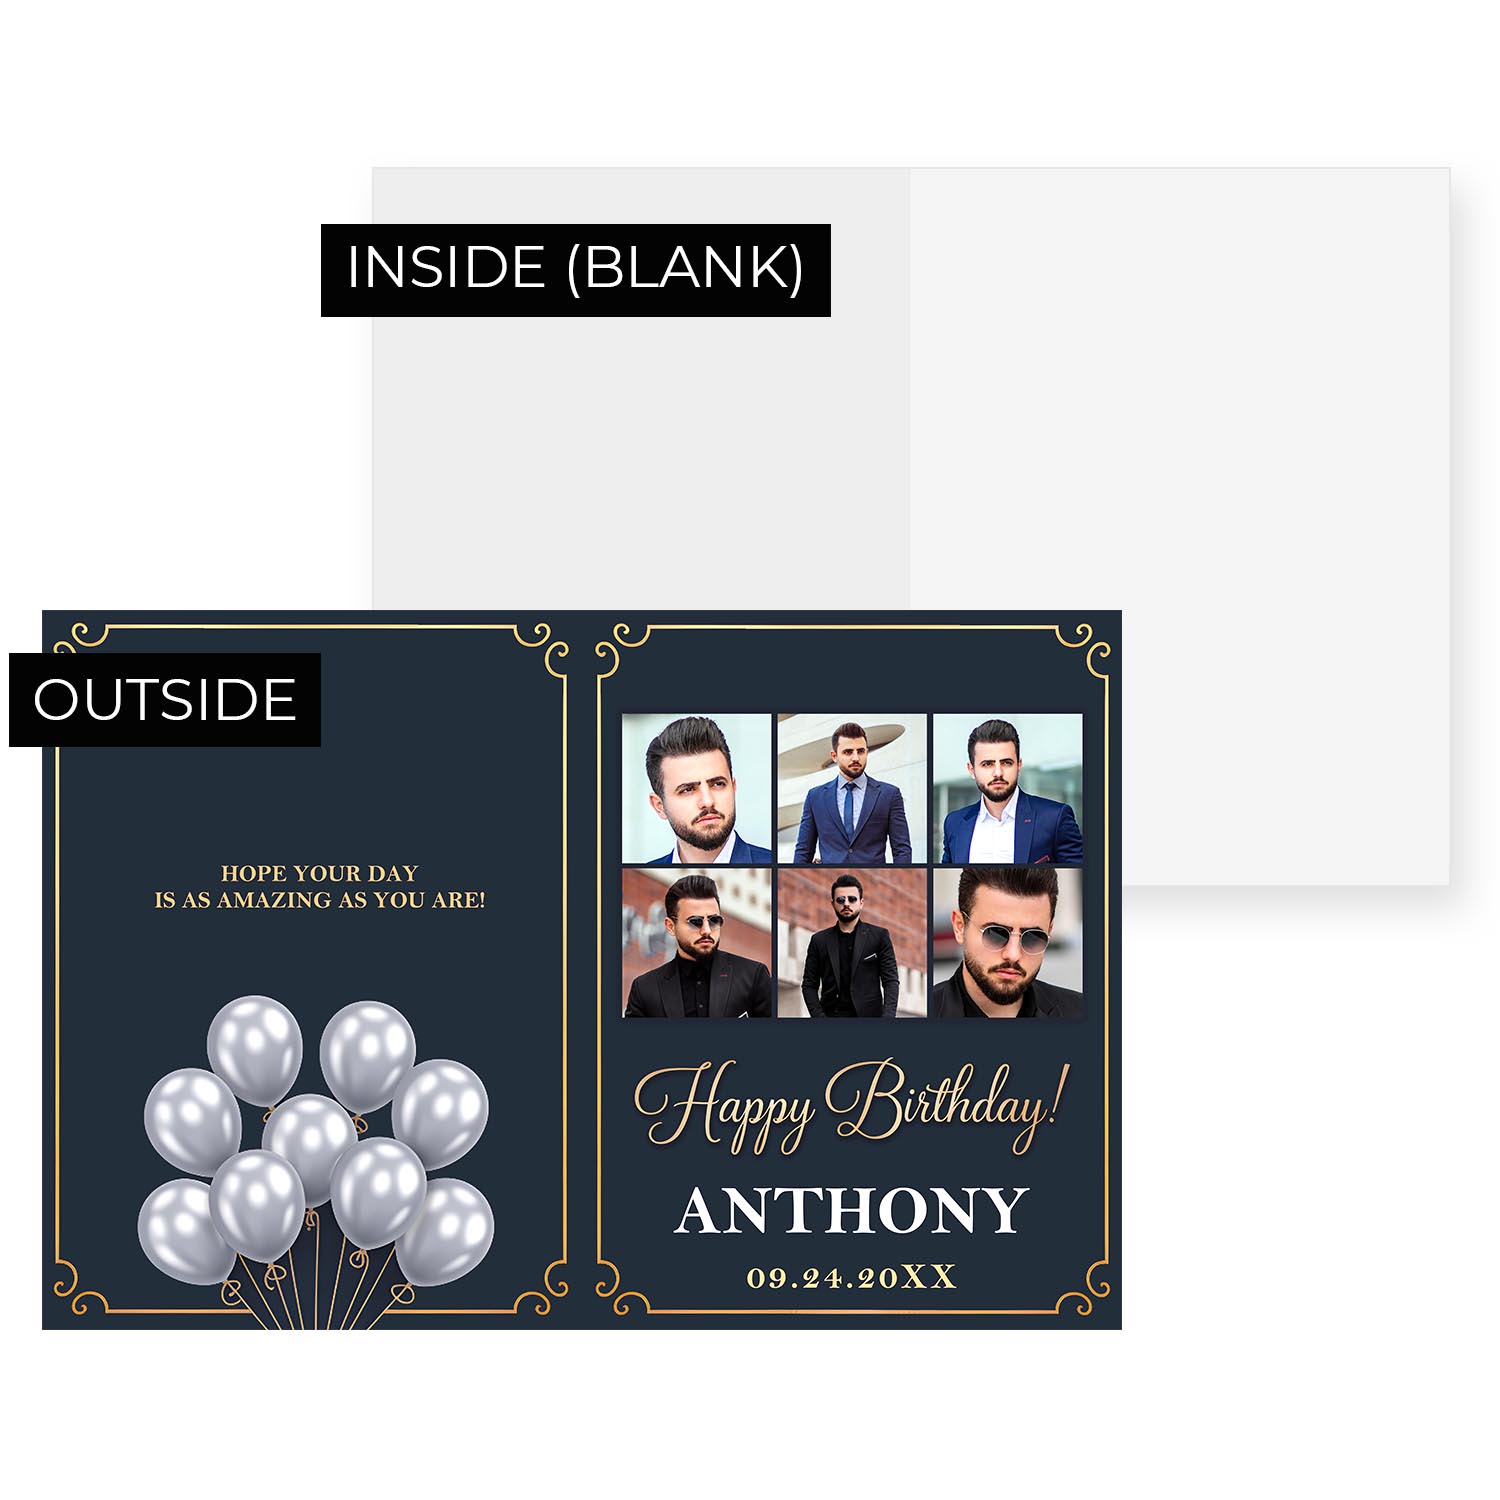 INSIDE (BLANK)
OUTSIDE
HOPE YOUR DAY
IS AS AMAZING AS YOU ARE!
Happy Birthday!
ANTHONY
09.24.20XX